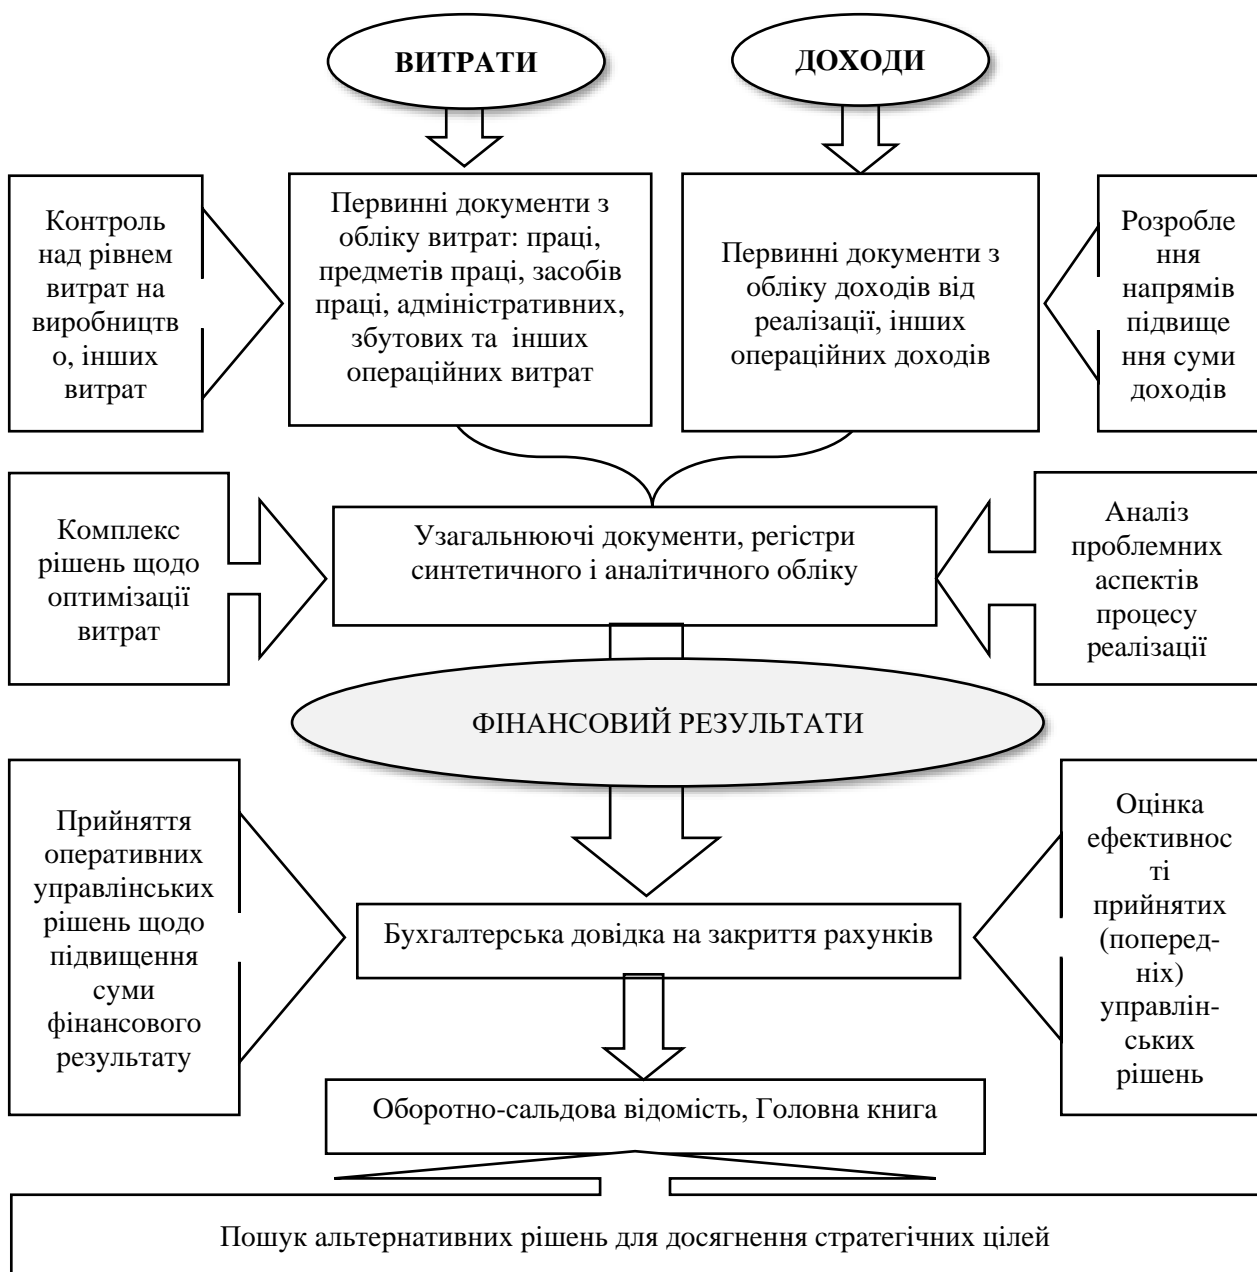 ВИТРАТИ
ДОХОДИ
Контроль
над рівнем
витрат на
виробництв
о, інших
витрат
Первинні документи з
обліку витрат: праці,
предметів праці, засобів
праці, адміністративних,
збутових та інших
операційних витрат
Первинні документи з
обліку доходів від
реалізації, інших
операційних доходів
Розробле
ння
напрямів
підвище
ння суми
доходів
Комплекс
рішень щодо
оптимізації
витрат
Узагальнюючі документи, регістри
синтетичного і аналітичного обліку
Аналіз
проблемних
аспектів
процесу
реалізації
ФІНАНСОВИЙ РЕЗУЛЬТАТИ
Прийняття
оперативних
управлінських
рішень щодо
підвищення
суми
фінансового
результату
Бухгалтерська довідка на закриття рахунків
Оцінка
ефективнос
ті
прийнятих
(поперед-
ніх)
управлін-
ських
рішень
Оборотно-сальдова відомість, Головна книга
Пошук альтернативних рішень для досягнення стратегічних цілей